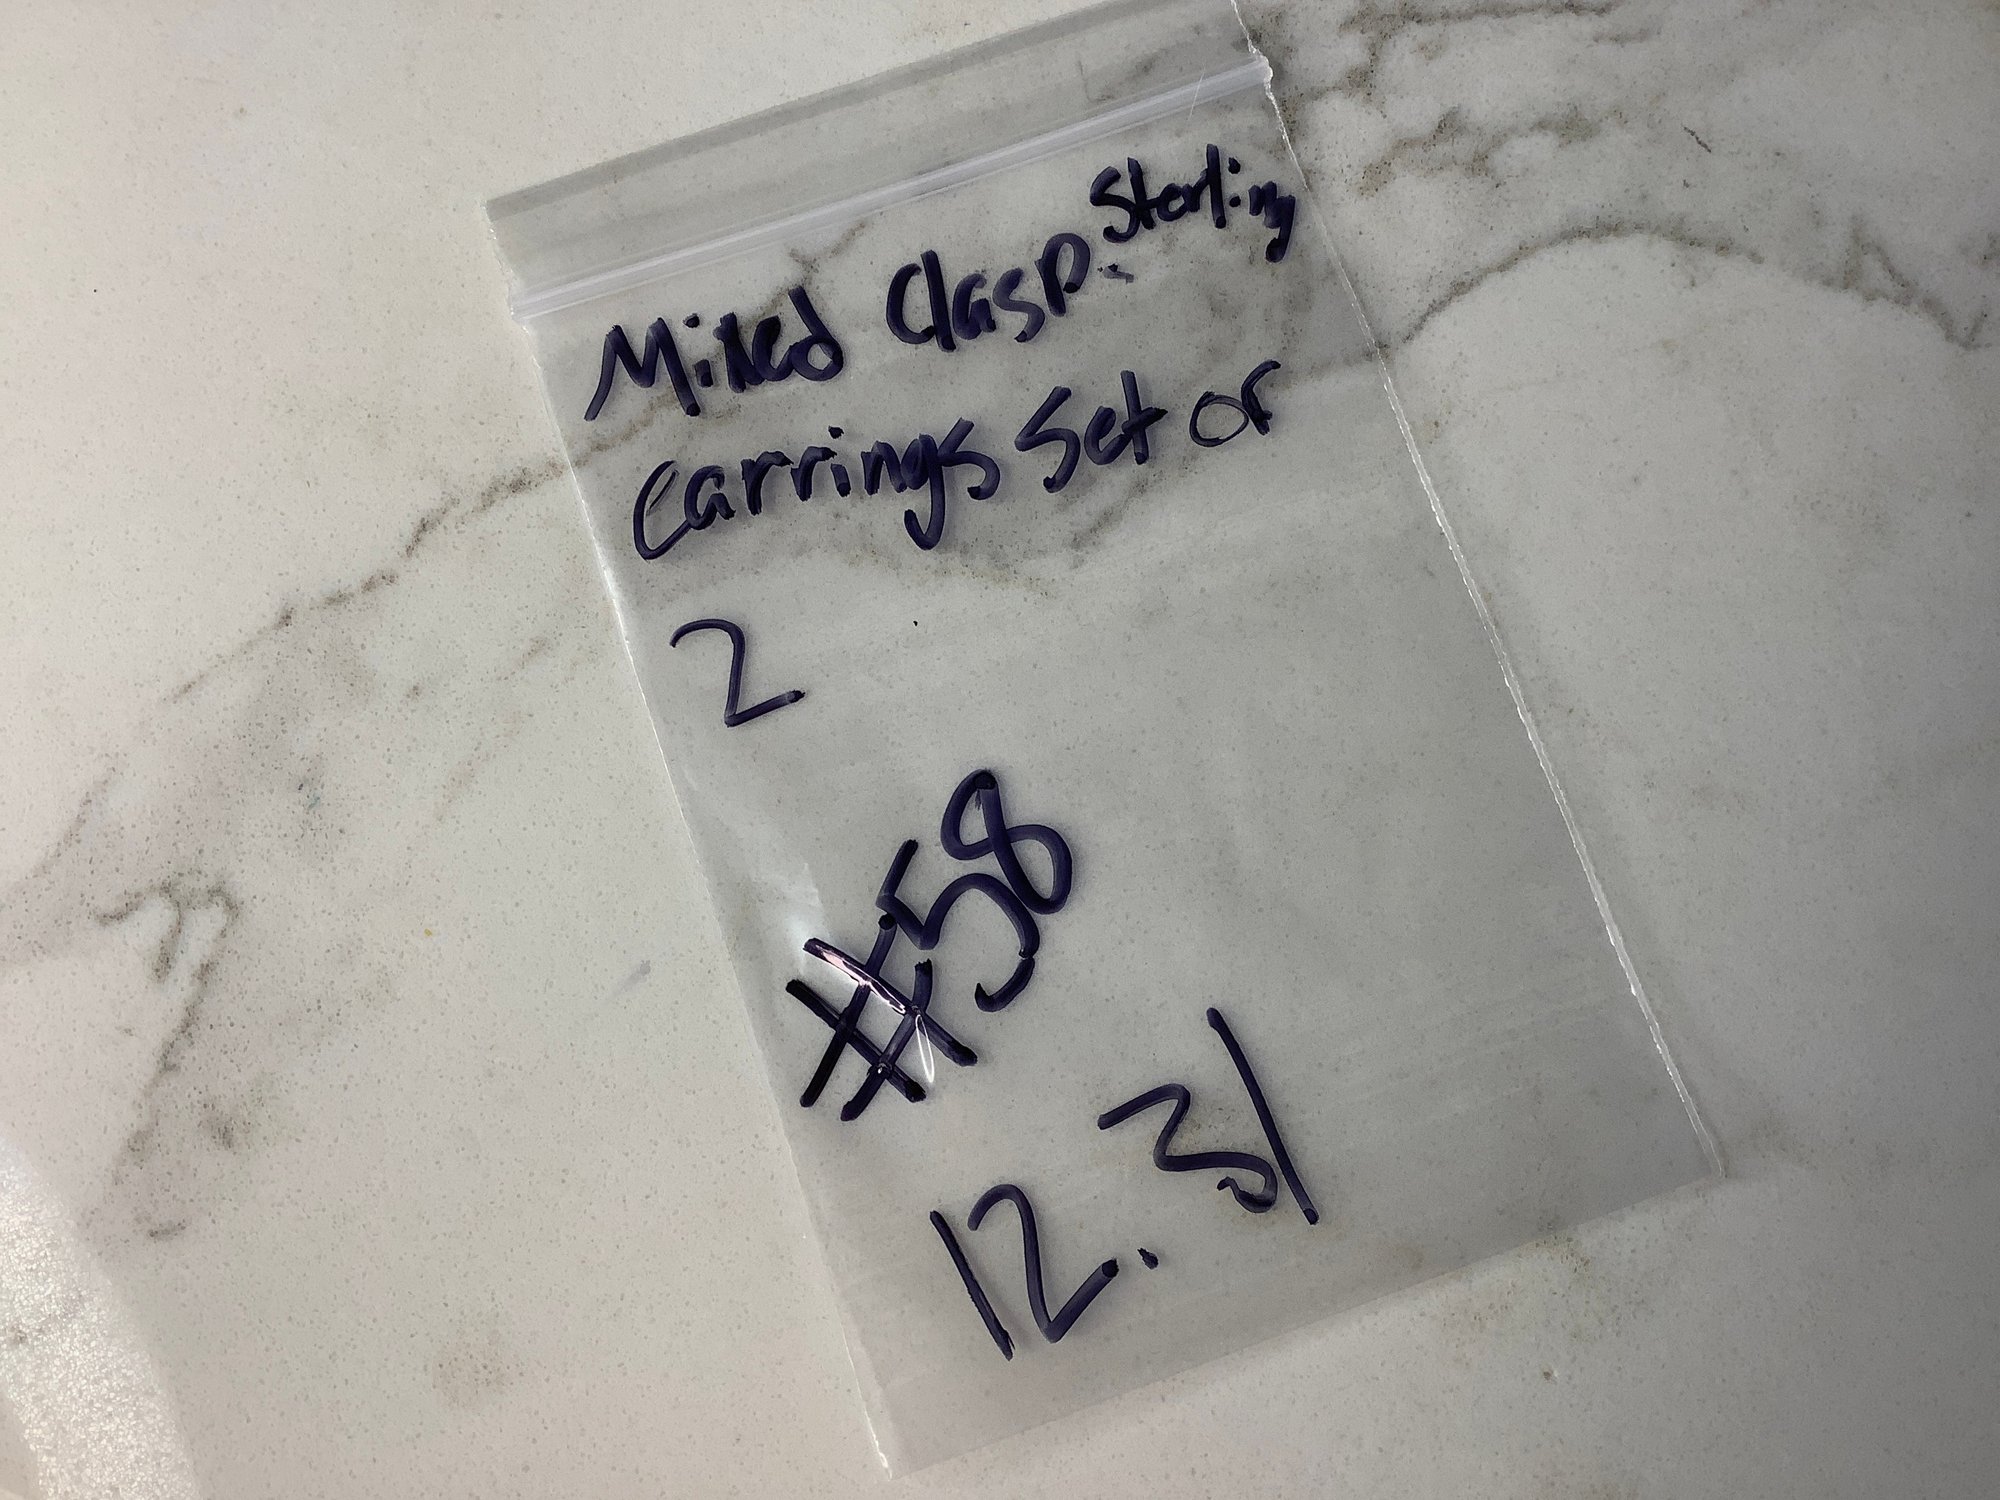 Mixed Clasp. Sterling
earrings set of
2
#58
12.31